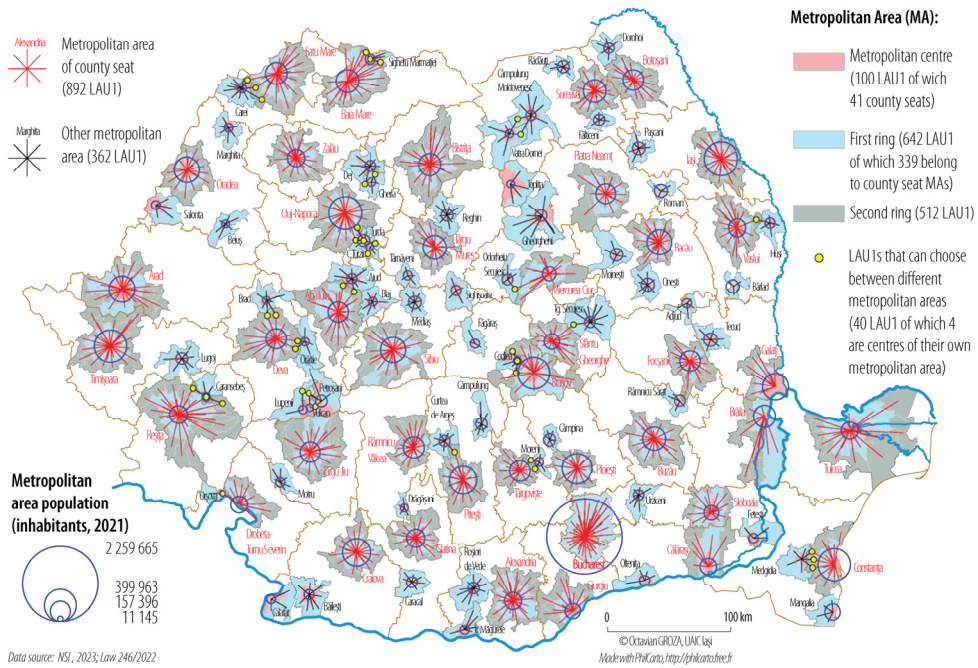 Alexandria
Metropolitan area
of county seat
(892 LAU1)
Marghita
Other metropolitan
area (362 LAU1)
Metropolitan Area (MA):
Metropolitan centre
(100 LAU1 of wich
41 county seats)
First ring (642 LAU1
of which 339 belong
to county seat MAs)
Second ring (512 LAU1)
LAU1s that can choose
between different
metropolitan areas
(40 LAU1 of which 4
are centres of their own
metropolitan area)
Satu Mare
Sighetu Marmației
Baia Mare
Carei
Marghita
Zalău
Oradea
Salonta
Beiuș
Dorohoi
Rădăuți
Botoșani
Câmpulung
Moldovenesc
Suceava
Fălticeni
Vatra Dornei
Pașcani
Iași
Bistrița
Piatra Neamț
Dej
Gherla
Toplița
Roman
Cluj-Napoca
Reghin
Gheorgheni
Turda
C. Turzii
Târgu
Mureș
Bacău
Vaslui
Huși
Odorheiu
Secuiesc
Moinești
Arad
Aiud
Târnăveni
Miercurea Ciuc
Onești
Bârlad
Brad
Alba Iulia
Blaj
Mediaș
Sighișoara
Tg. Secuiesc
Adjud
Tecuci
Timișoara
Lugoj
Deva
Orăștie
Sibiu
Făgăraș
Codlea
Sfântu
Gheorghe
Brașov
Focșani
Galați
Caransebeș
Petroșani
Lupeni
Vulcan
Câmpulung
Curtea
de Argeș
Râmnicu Sărat
Brăila
Reșița
Râmnicu
Vâlcea
Câmpina
Tulcea
Târgu Jiu
Moreni
Târgoviște
Ploiești
Buzău
Motru
Pitești
Orșova
Drăgășani
Urziceni
Slobozia
Fetești
Drobeta-
Turnu Severin
Slatina
Roșiori
de Vede
Alexandria
Bucharest
Călărași
Craiova
Oltenița
Medgidia
Constanța
Giurgiu
Caracal
Băilești
Calafat
T. Măgurele
Mangalia
Metropolitan
area population
(inhabitants, 2021)
2 259 665
399 963
157 396
11 145
0
100 km
© Octavian GROZA, UAIC Iași
Made with PhilCarto, http://philcarto.free.fr
Data source: NSI, 2023; Law 246/2022